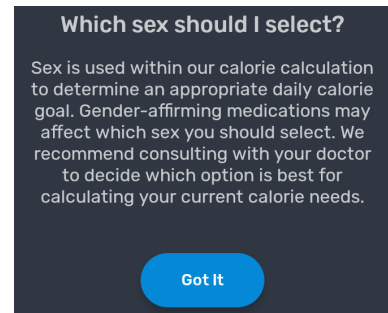 Which sex should I select?
Sex is used within our calorie calculation
to determine an appropriate daily calorie
goal. Gender-affirming medications may
affect which sex you should select. We
recommend consulting with your doctor
to decide which option is best for
calculating your current calorie needs.
Got It